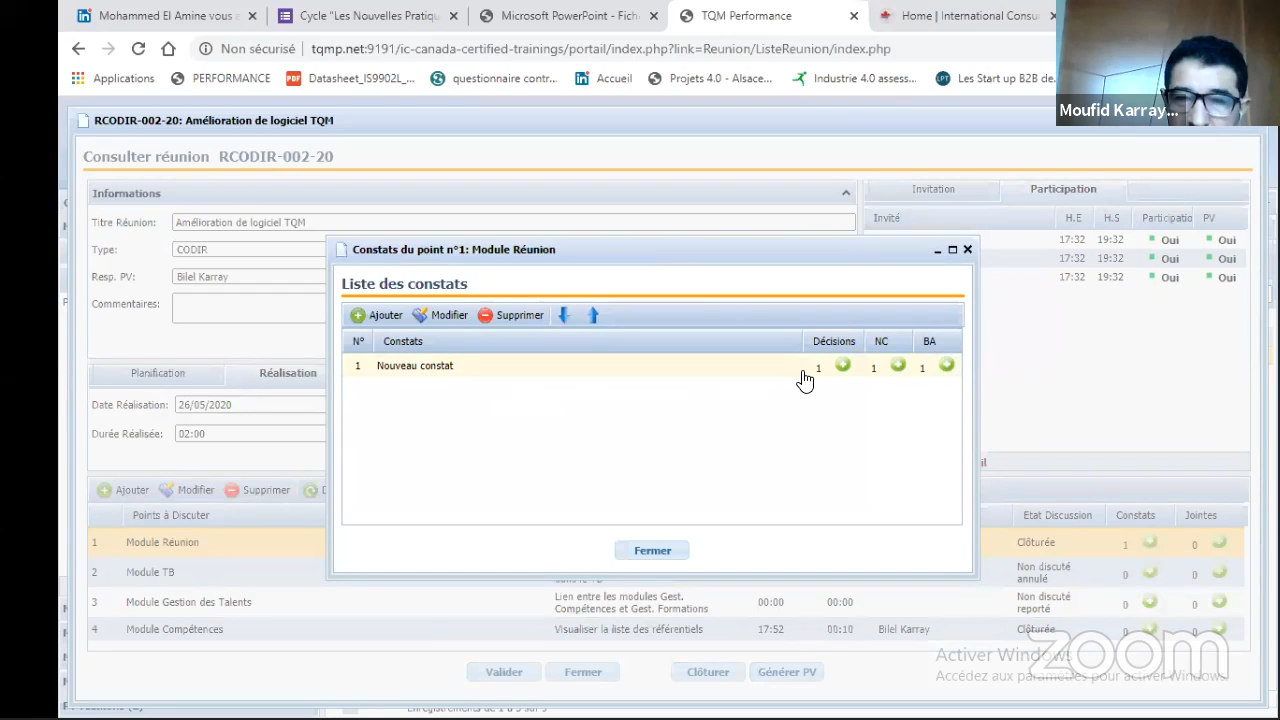 Mohammed El Amine vous a
Cycle "Les Nouvelles Pratiqu
Microsoft PowerPoint - Fich
TQM Performance
Home | International Consu
Non sécurisé
tqmp.net:9191/ic-canada-certified-trainings/portail/index.php?link=Reunion/ListeReunion/index.php
Applications
PERFORMANCE
Datasheet_IS9902L_...
questionnaire contr...
Accueil
Projets 4.0 - Alsace...
Industrie 4.0 assess...
Les Start up B2B de
Moufid Karray...
RCODIR-002-20: Amélioration de logiciel TQM
Consulter réunion RCODIR-002-20
Informations
Titre Réunion: Amélioration de logiciel TQM
Type: CODIR
Resp. PV: Bilel Karray
Commentaires:
Invitation Participation
Invité H.E H.S Participatio PV
17:32 19:32 Oui Oui
17:32 19:32 Oui Oui
17:32 19:32 Oui Oui
Constats du point n°1: Module Réunion
Liste des constats
Ajouter Modifier Supprimer
N° Constats Décisions NC BA
1 Nouveau constat 1 1 1
Fermer
Planification Réalisation
Date Réalisation: 26/05/2020
Durée Réalisée: 02:00
Ajouter Modifier Supprimer
Points à Discuter Etat Discussion Constats Jointes
1 Module Réunion Clôturée 1 0
2 Module TB Non discuté annulé 0 0
3 Module Gestion des Talents Lien entre les modules Gest. Compétences et Gest. Formations 00:00 00:00 Non discuté reporté 0 0
4 Module Compétences Visualiser la liste des référentiels 17:52 00:10 Bilel Karray Clôturée
zoom
Valider Fermer Clôturer Générer PV
Activer Windows
Accédez aux paramètres pour activer Windows.